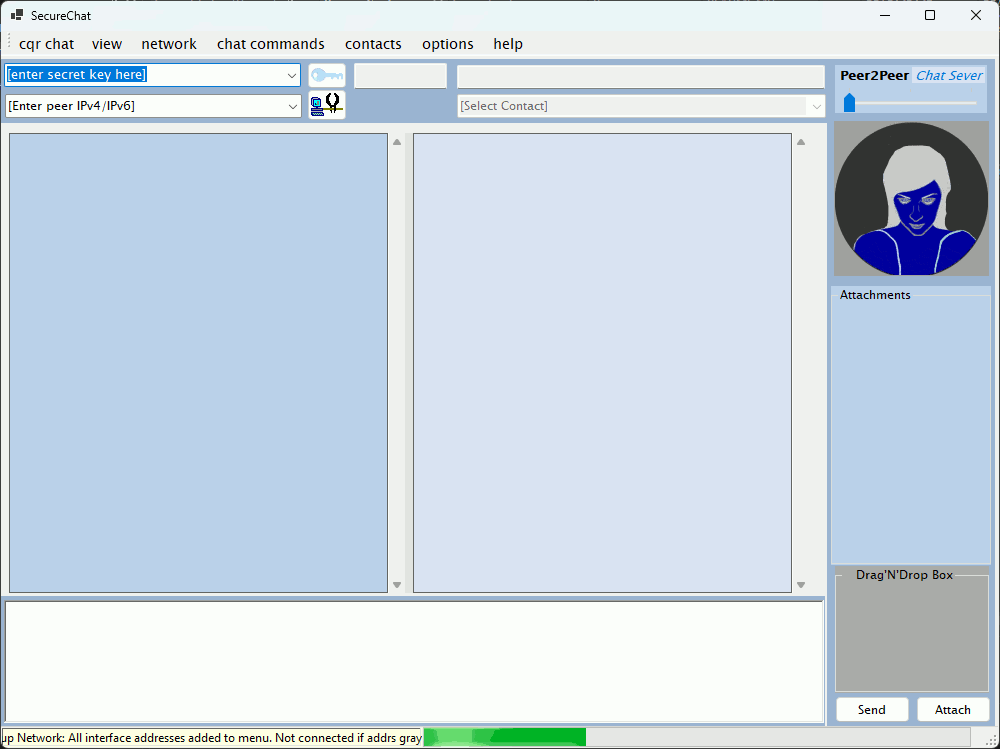 SecureChat
cqr chat view network chat commands contacts options help
[enter secret key here]
Peer2Peer Chat Sever
[Enter peer IPv4/IPv6]
[Select Contact]
Attachments
Drag'N'Drop Box
Send Attach
up Network: All interface addresses added to menu. Not connected if addrs gray